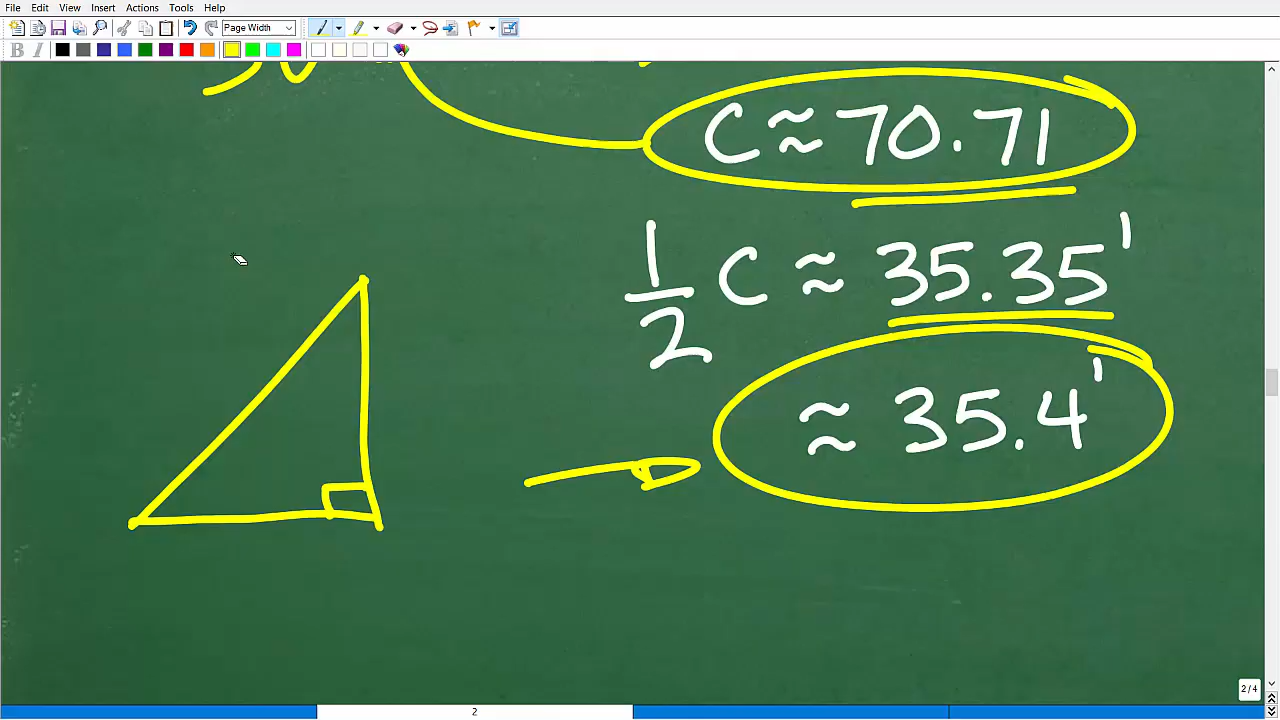 File Edit View Insert Actions Tools Help
Page Width
B I
C ≈ 70.71
1/2 C ≈ 35.35'
≈ 35.4'
2/4
2